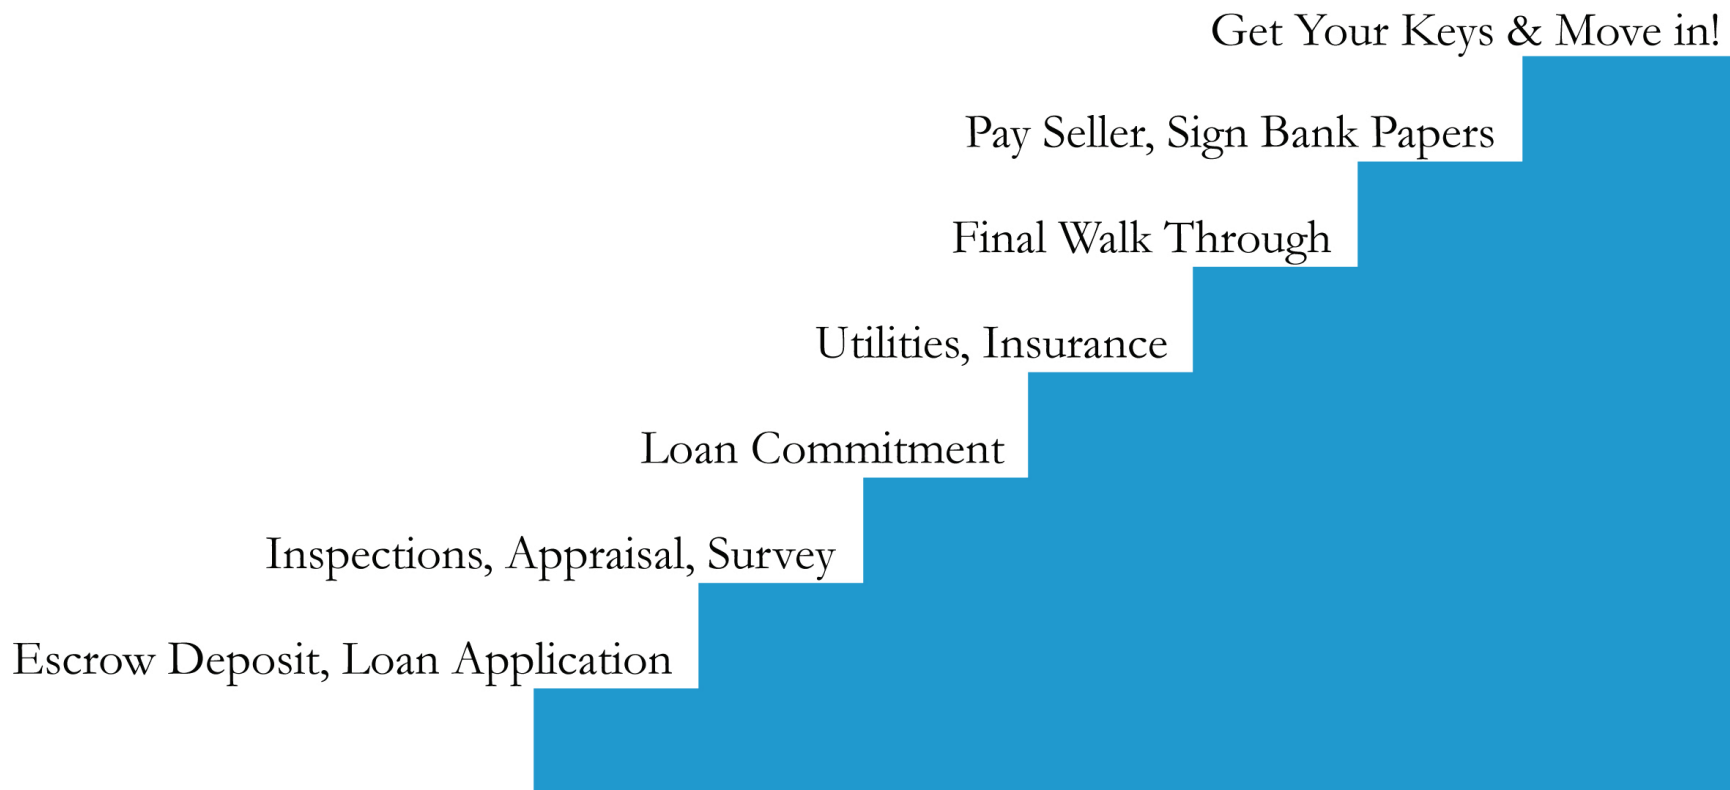 Get Your Keys & Move in!
Pay Seller, Sign Bank Papers
Final Walk Through
Utilities, Insurance
Loan Commitment
Inspections, Appraisal, Survey
Escrow Deposit, Loan Application